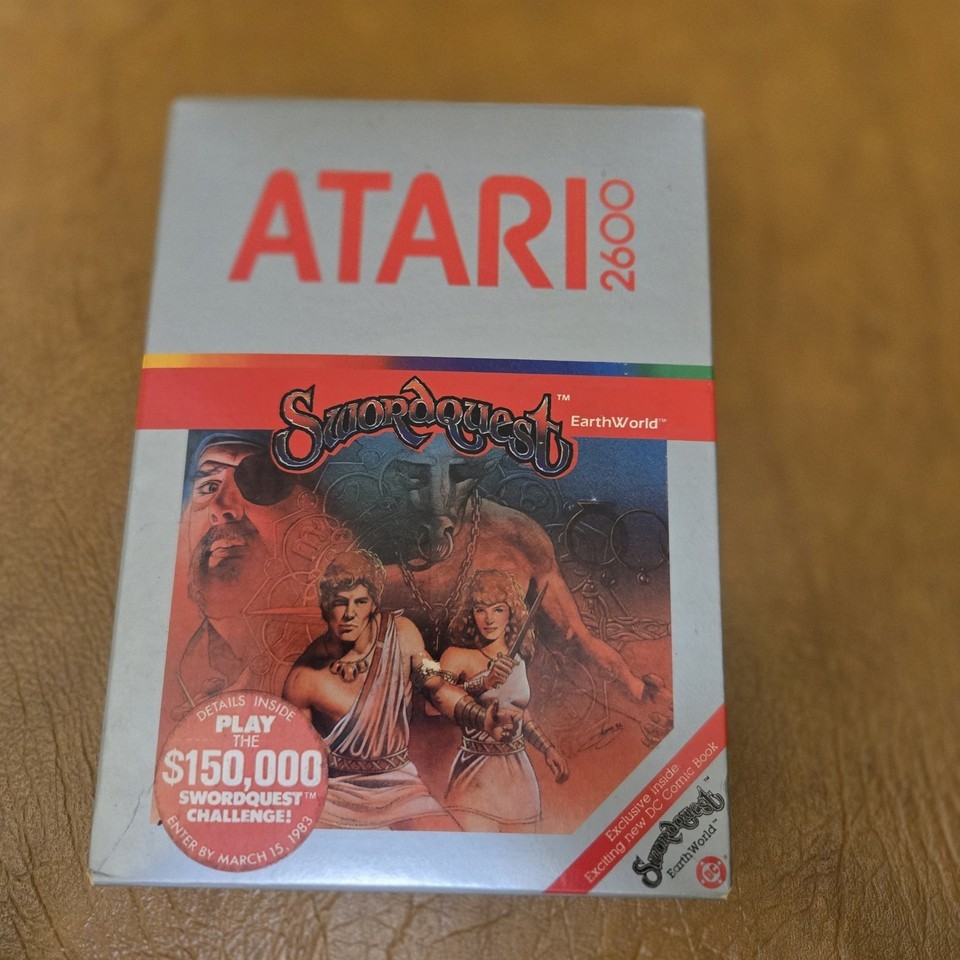 ATARI 2600
Swordquest™
EarthWorld™
DETAILS INSIDE
PLAY
THE
$150,000
SWORDQUEST™
CHALLENGE!
ENTER BY MARCH 15, 1983
Exclusive inside
Exciting new DC Comic Book
Swordquest™
EarthWorld™
DC